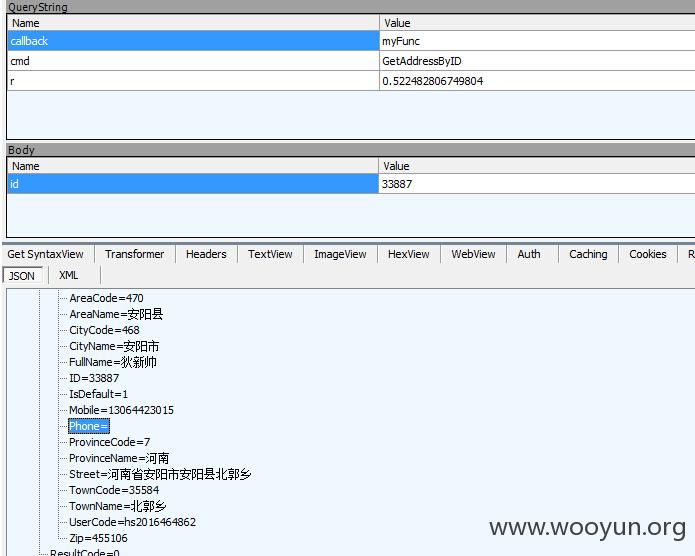 QueryString
Name Value
callback myFunc
cmd GetAddressByID
r 0.522482806749804
Body
Name Value
id 33887
Get SyntaxView Transformer Headers TextView ImageView HexView WebView Auth Caching Cookies R
JSON XML
AreaCode=470
AreaName=安阳县
CityCode=468
CityName=安阳市
FullName=狄新帅
ID=33887
IsDefault=1
Mobile=13064423015
Phone=
ProvinceCode=7
ProvinceName=河南
Street=河南省安阳市安阳县北郭乡
TownCode=35584
TownName=北郭乡
UserCode=hs2016464862
Zip=455106
ResultCode=0
www.wooyun.org